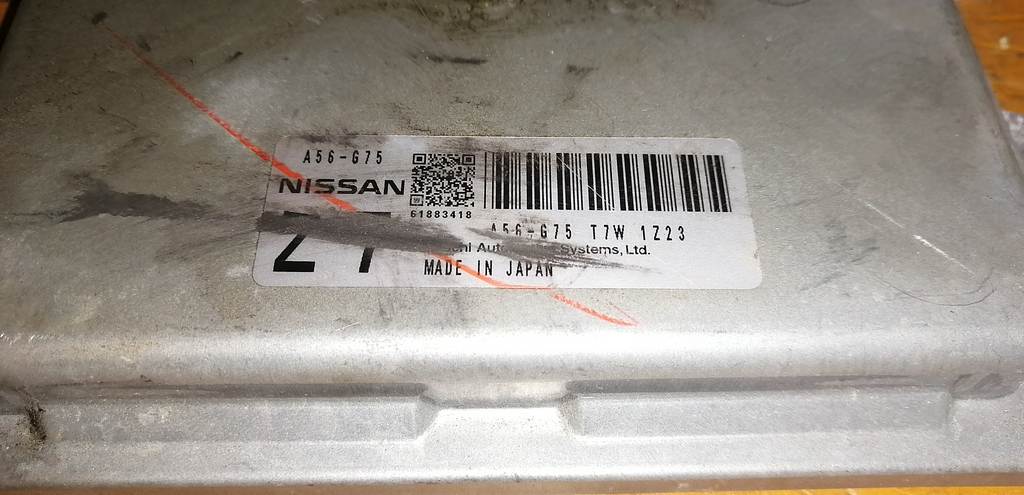 A56-G75
NISSAN
61883418
A56-G75 T7W 1Z23
Systems, Ltd.
MADE IN JAPAN